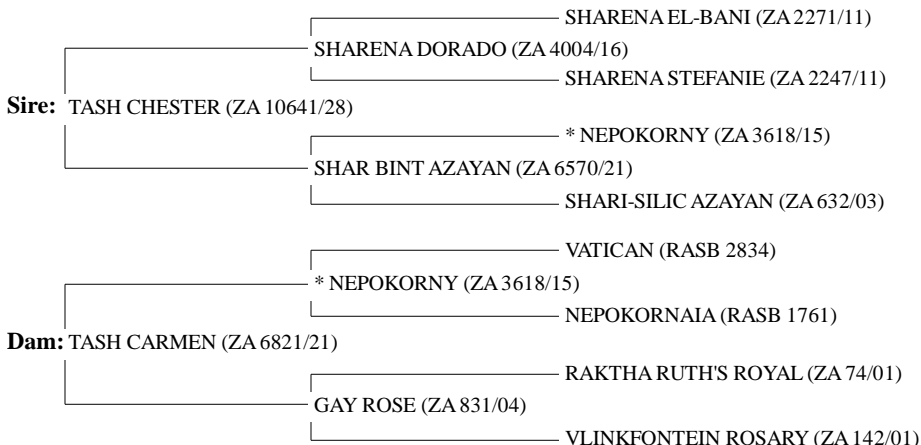 SHARENA EL-BANI (ZA 2271/11)
SHARENA DORADO (ZA 4004/16)
SHARENA STEFANIE (ZA 2247/11)
Sire: TASH CHESTER (ZA 10641/28)
* NEPOKORNY (ZA 3618/15)
SHAR BINT AZAYAN (ZA 6570/21)
SHARI-SILIC AZAYAN (ZA 632/03)
VATICAN (RASB 2834)
* NEPOKORNY (ZA 3618/15)
NEPOKORNAIA (RASB 1761)
Dam: TASH CARMEN (ZA 6821/21)
RAKTHA RUTH'S ROYAL (ZA 74/01)
GAY ROSE (ZA 831/04)
VLINKFONTEIN ROSARY (ZA 142/01)